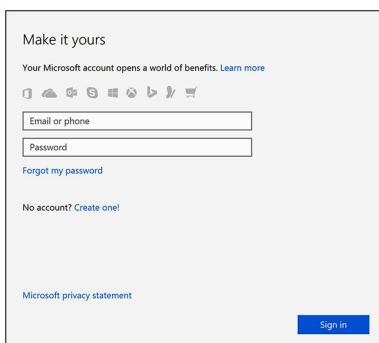 Make it yours
Your Microsoft account opens a world of benefits. Learn more
Email or phone
Password
Forgot my password
No account? Create one!
Microsoft privacy statement
Sign in